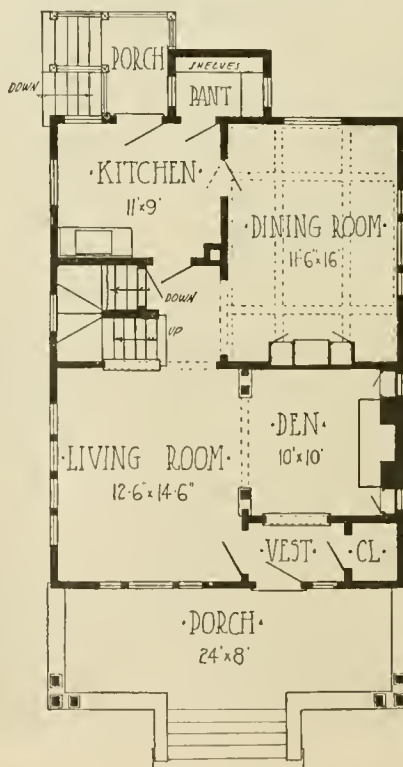 PORCH
DOWN
SHELVES
PANT.
·KITCHEN·
11'x9'
·DINING ROOM·
11'-6"x16'
DOWN
UP
·LIVING ROOM·
12-6"x14-6"
·DEN·
10'x10'
·VEST·
·CL·
·PORCH·
24'x8'